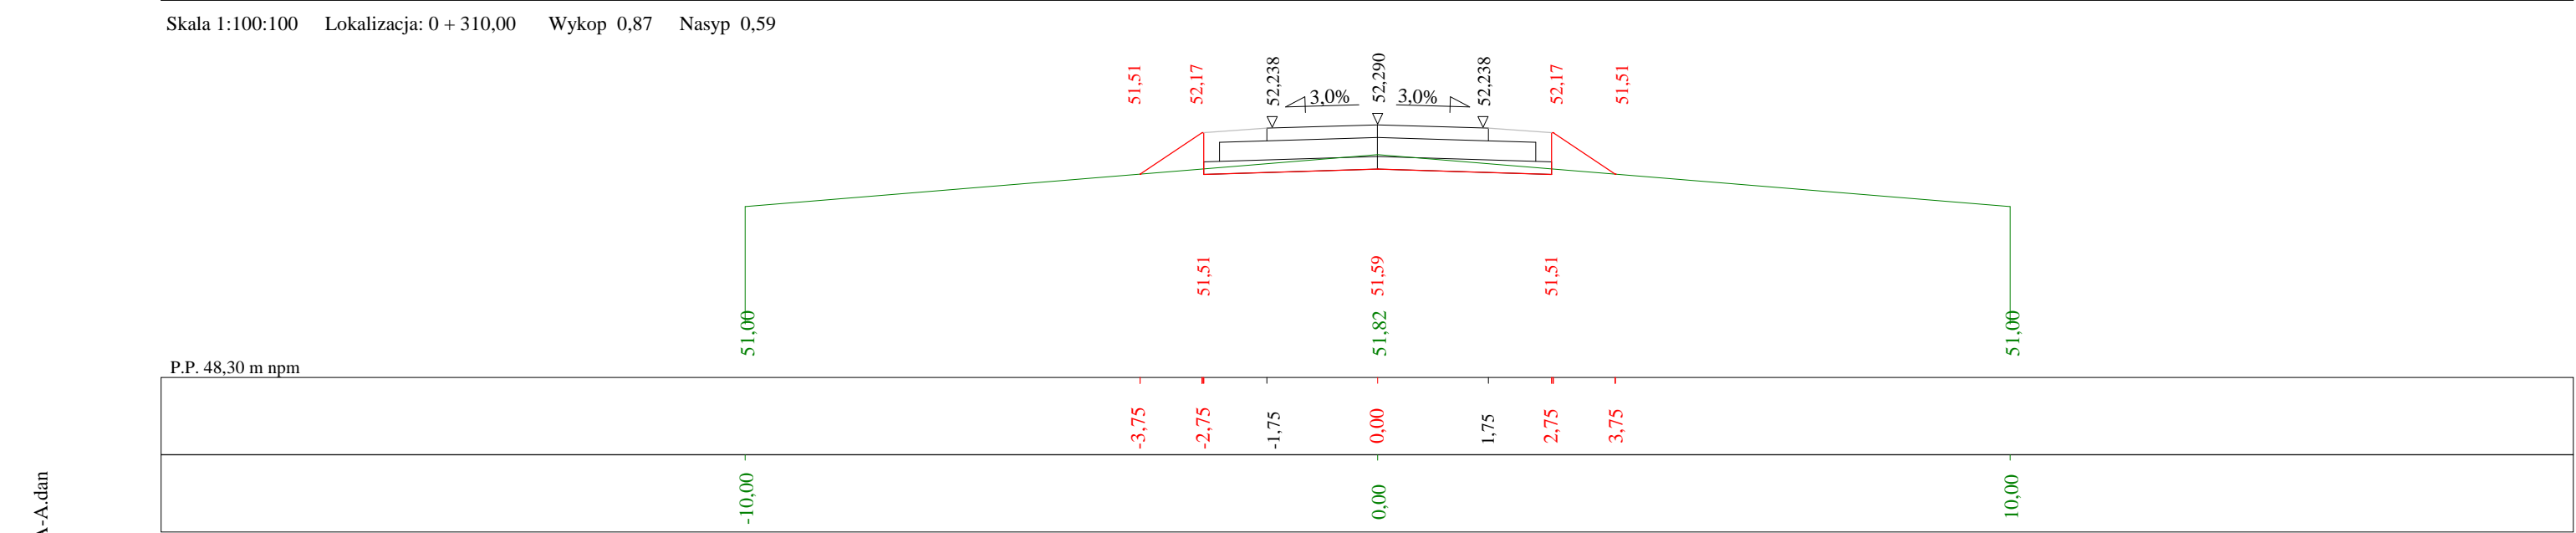 Skala 1:100:100 Lokalizacja: 0 + 310,00 Wykop 0,87 Nasyp 0,59
51,51 52,17 52,238 52,290 52,238 52,17 51,51
3,0% 3,0%
51,51 51,59 51,51
51,00 51,82 51,00
P.P. 48,30 m npm
-3,75 -2,75 -1,75 0,00 1,75 2,75 3,75
-10,00 0,00 10,00
A-A.dan